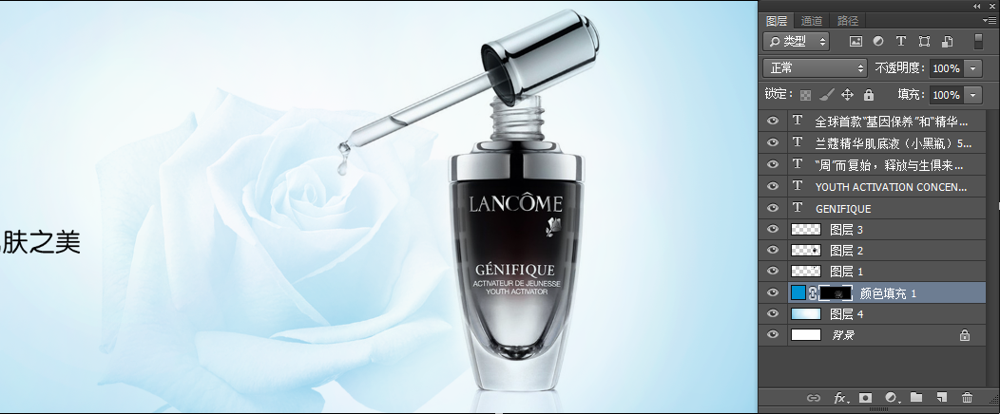 肤之美
LANCÔME
GÉNIFIQUE
ACTIVATEUR DE JEUNESSE
YOUTH ACTIVATOR
图层 通道 路径
类型
正常 不透明度: 100%
锁定: 填充: 100%
T 全球首款“基因保养”和“精华...
T 兰蔻精华肌底液（小黑瓶）5...
T “周”而复始，释放与生俱来...
T YOUTH ACTIVATION CONCEN...
T GENIFIQUE
图层 3
图层 2
图层 1
颜色填充 1
图层 4
背景
fx